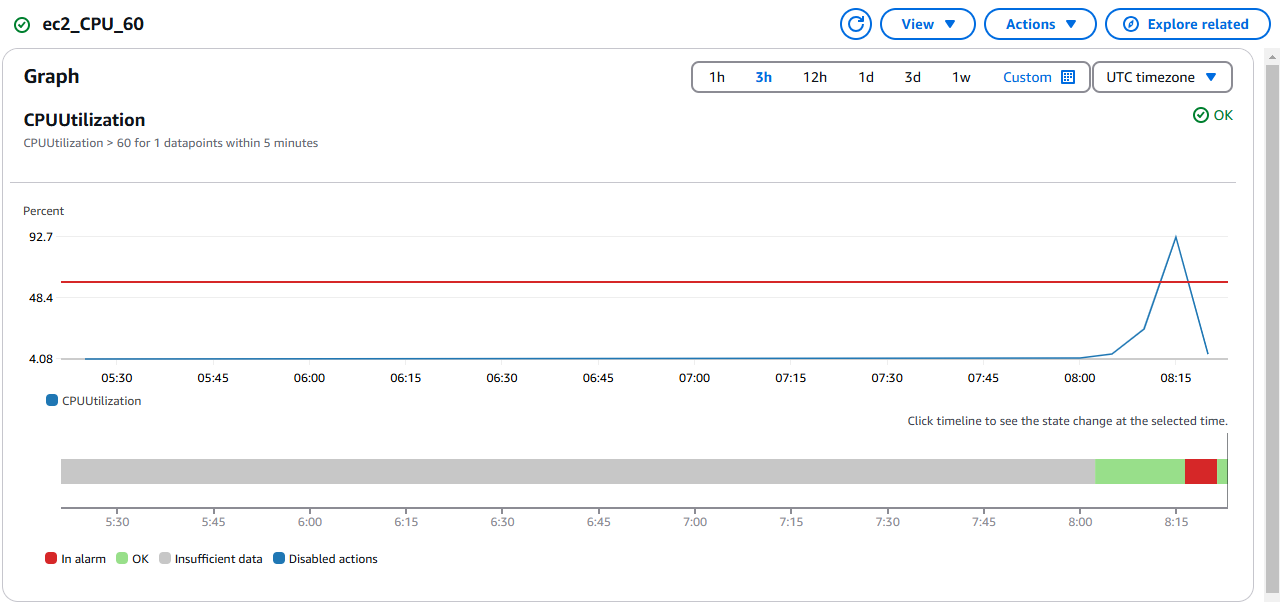 ec2_CPU_60 View Actions Explore related
Graph 1h 3h 12h 1d 3d 1w Custom UTC timezone
CPUUtilization OK
CPUUtilization > 60 for 1 datapoints within 5 minutes
Percent
92.7
48.4
4.08
05:30 05:45 06:00 06:15 06:30 06:45 07:00 07:15 07:30 07:45 08:00 08:15
CPUUtilization
Click timeline to see the state change at the selected time.
5:30 5:45 6:00 6:15 6:30 6:45 7:00 7:15 7:30 7:45 8:00 8:15
In alarm OK Insufficient data Disabled actions